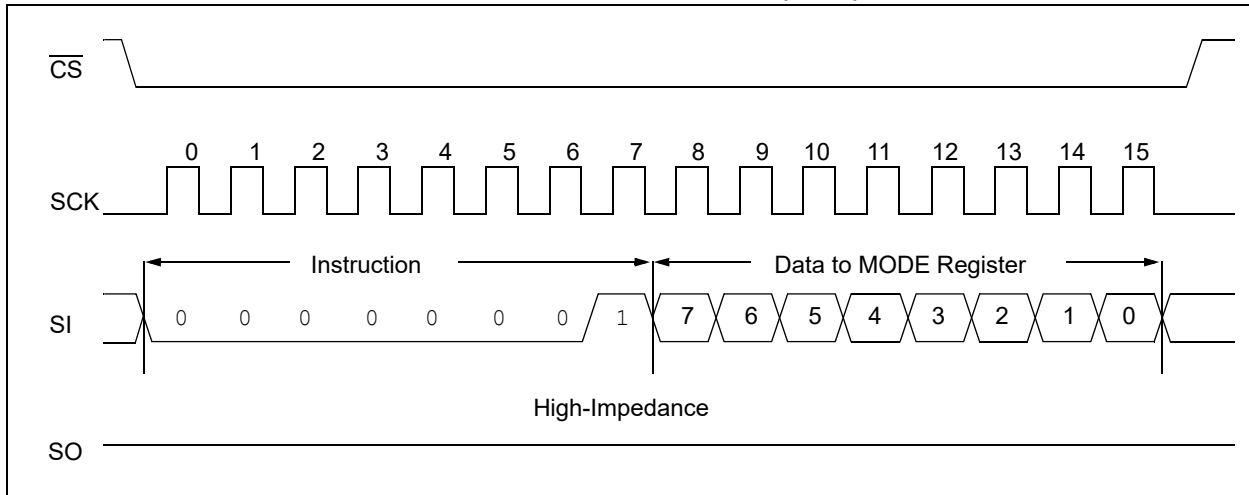 CS
0 1 2 3 4 5 6 7 8 9 10 11 12 13 14 15
SCK
Instruction Data to MODE Register
SI 0 0 0 0 0 0 0 1 7 6 5 4 3 2 1 0
High-Impedance
SO